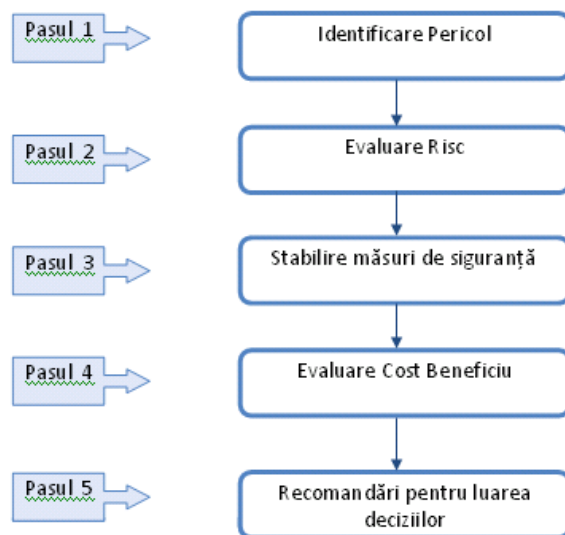 Pasul 1
Identificare Pericol
Pasul 2
Evaluare Risc
Pasul 3
Stabilire măsuri de siguranță
Pasul 4
Evaluare Cost Beneficiu
Pasul 5
Recomandări pentru luarea
deciziilor